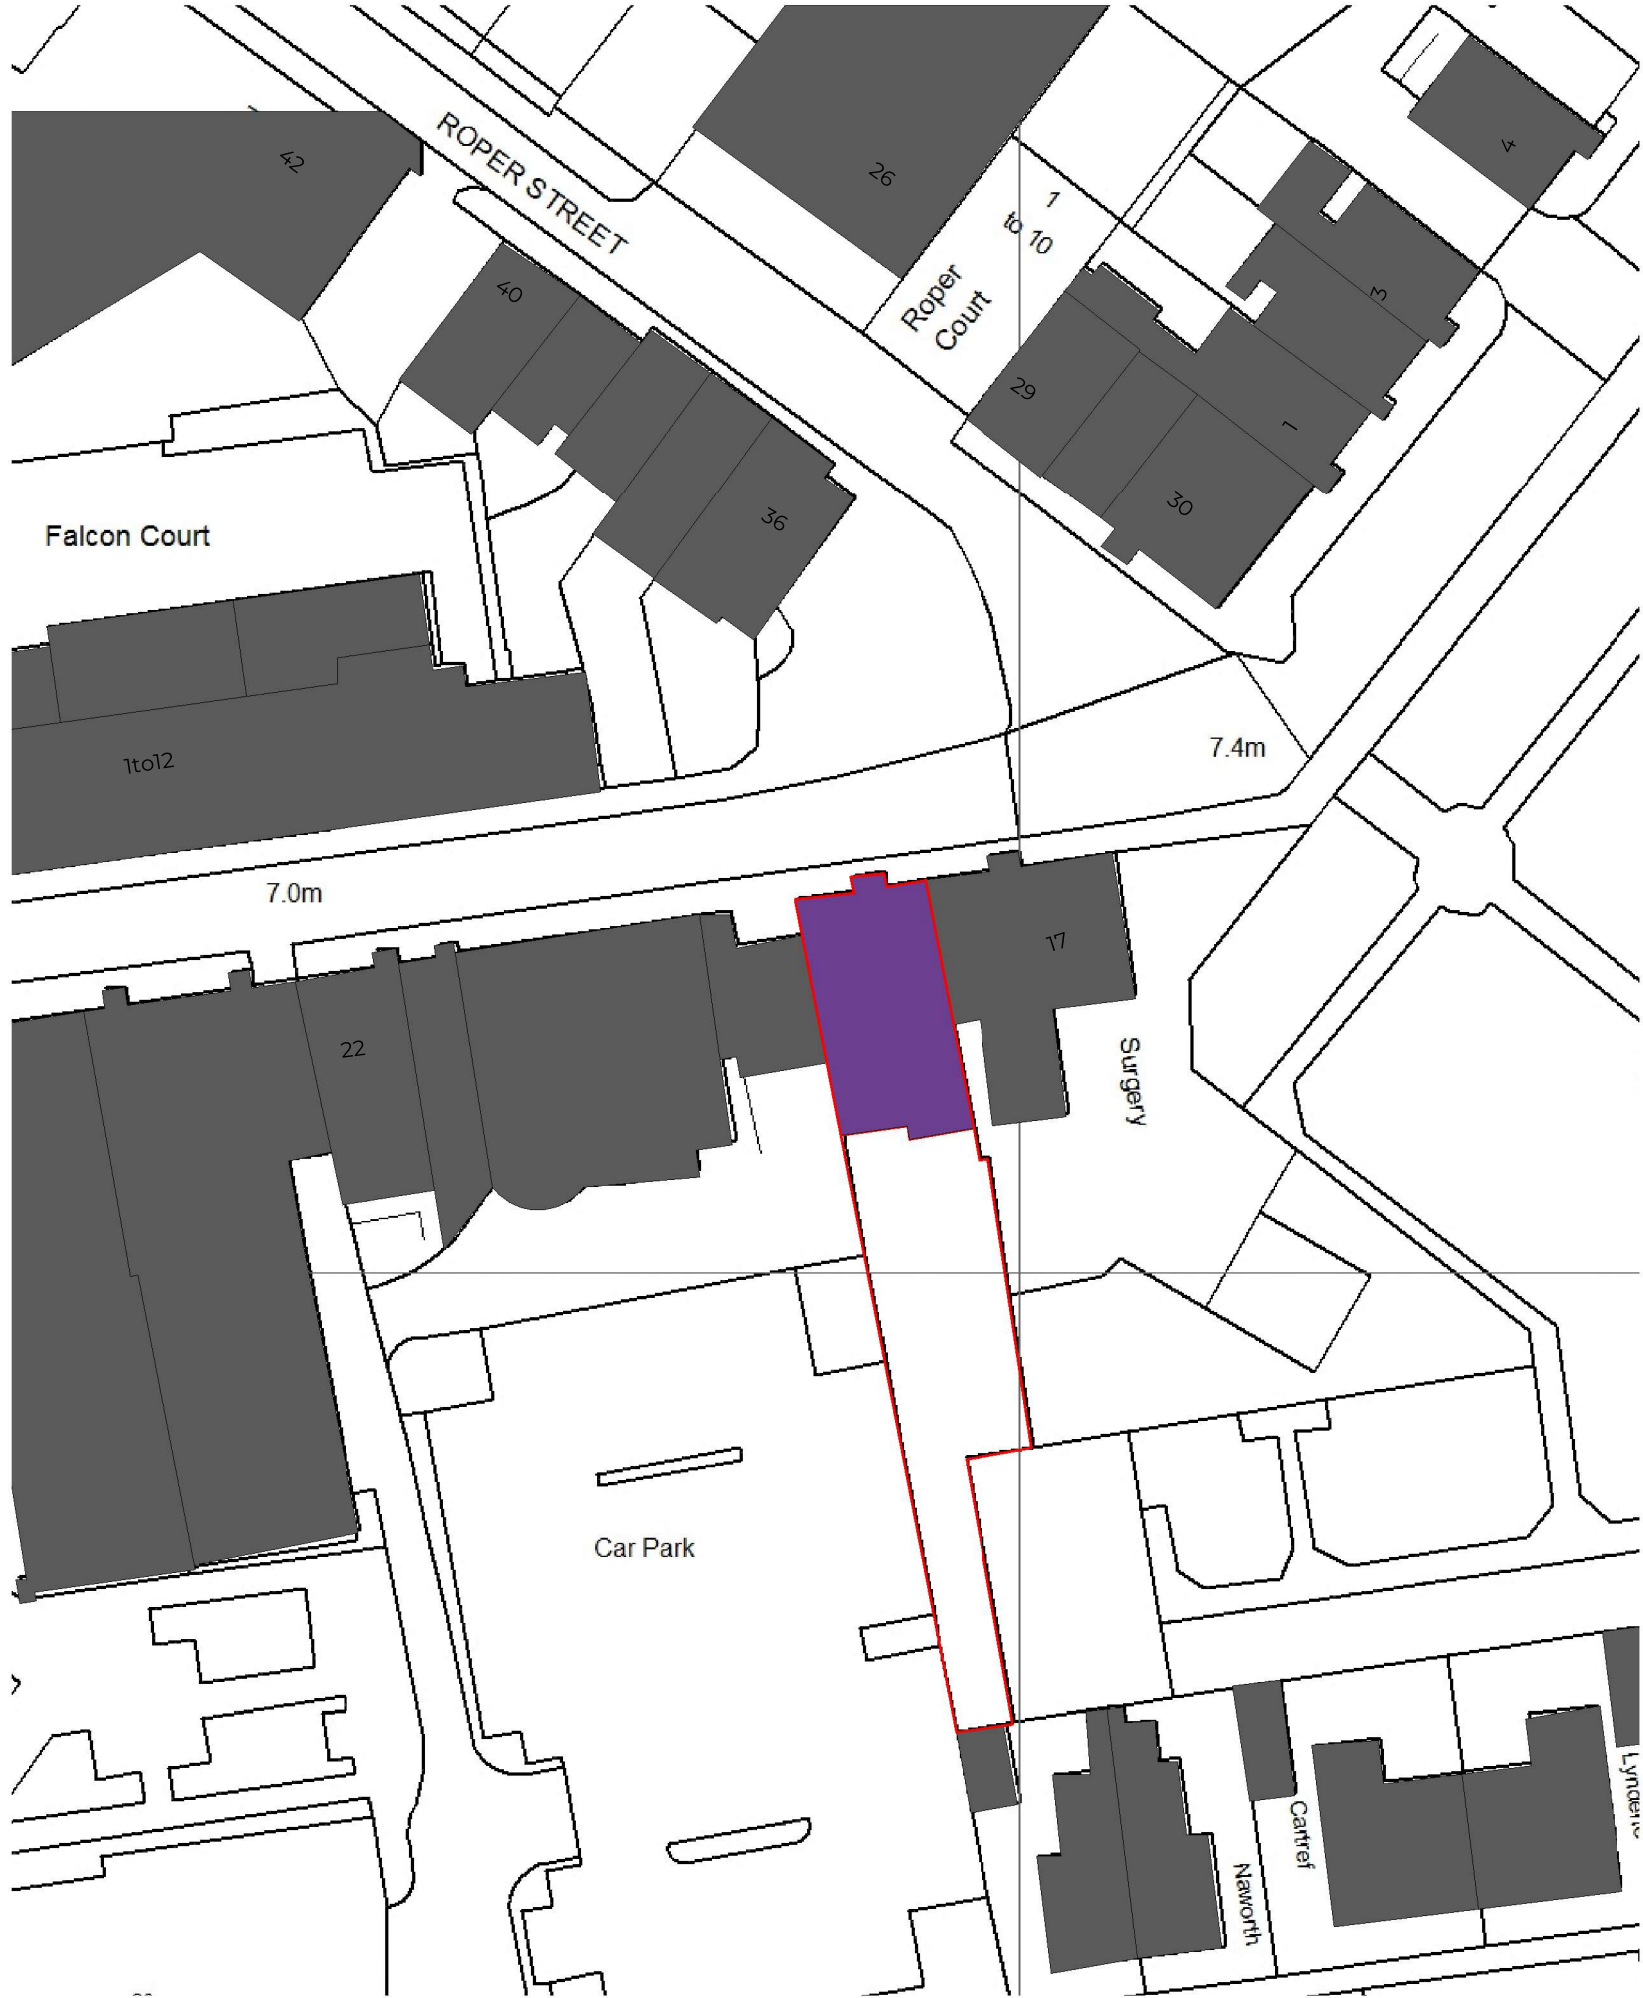 ROPER STREET
42
26
4
1
to 10
Roper
Court
3
40
29
1
30
36
Falcon Court
1to12
7.4m
7.0m
17
22
Surgery
Car Park
Cartref
Naworth